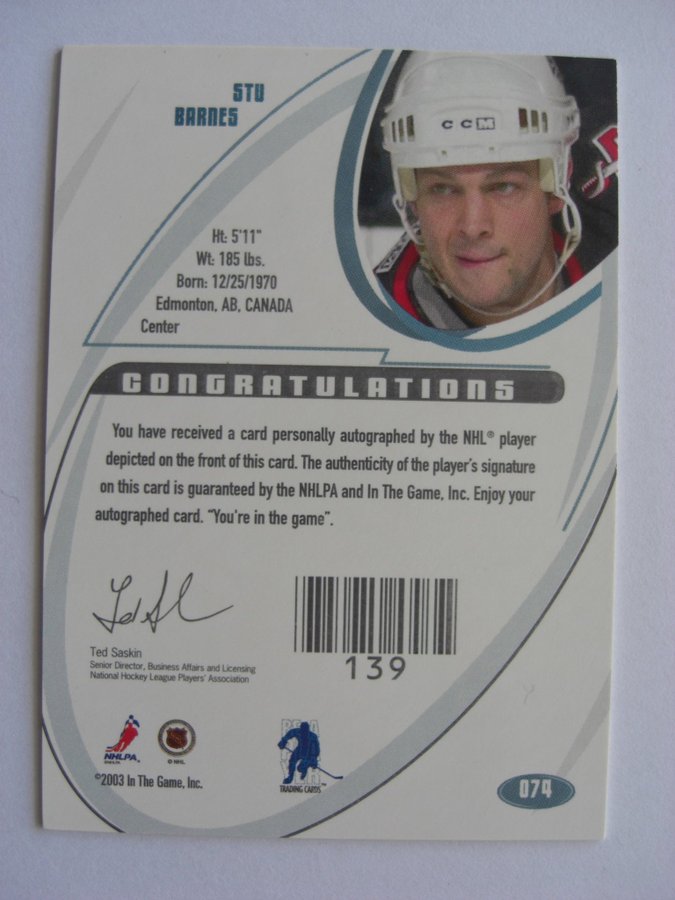 STU
BARNES
CCM
Ht: 5'11"
Wt: 185 lbs.
Born: 12/25/1970
Edmonton, AB, CANADA
Center
CONGRATULATIONS
You have received a card personally autographed by the NHL® player
depicted on the front of this card. The authenticity of the player's signature
on this card is guaranteed by the NHLPA and In The Game, Inc. Enjoy your
autographed card. "You're in the game".
Ted Saskin
Senior Director, Business Affairs and Licensing
National Hockey League Players' Association
139
NHLPA
© NHL
TRADING CARDS
©2003 In The Game, Inc.
074